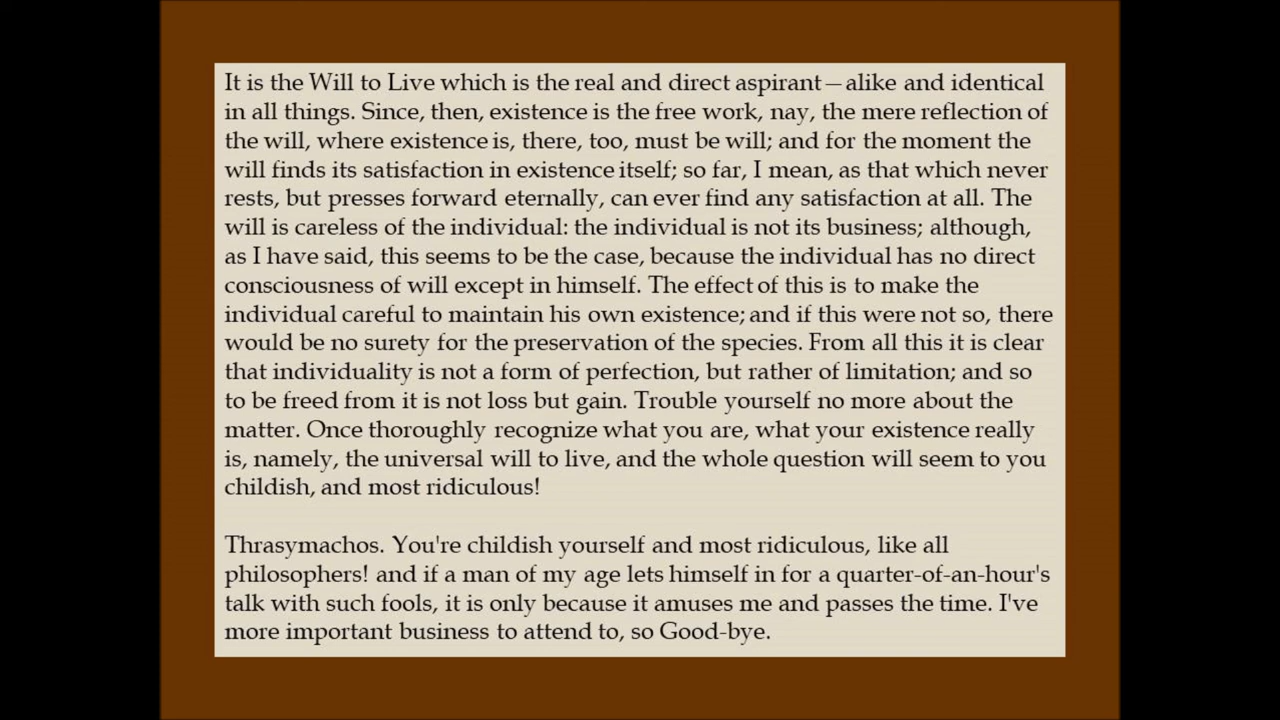 It is the Will to Live which is the real and direct aspirant—alike and identical
in all things. Since, then, existence is the free work, nay, the mere reflection of
the will, where existence is, there, too, must be will; and for the moment the
will finds its satisfaction in existence itself; so far, I mean, as that which never
rests, but presses forward eternally, can ever find any satisfaction at all. The
will is careless of the individual: the individual is not its business; although,
as I have said, this seems to be the case, because the individual has no direct
consciousness of will except in himself. The effect of this is to make the
individual careful to maintain his own existence; and if this were not so, there
would be no surety for the preservation of the species. From all this it is clear
that individuality is not a form of perfection, but rather of limitation; and so
to be freed from it is not loss but gain. Trouble yourself no more about the
matter. Once thoroughly recognize what you are, what your existence really
is, namely, the universal will to live, and the whole question will seem to you
childish, and most ridiculous!
Thrasymachos. You're childish yourself and most ridiculous, like all
philosophers! and if a man of my age lets himself in for a quarter-of-an-hour's
talk with such fools, it is only because it amuses me and passes the time. I've
more important business to attend to, so Good-bye.